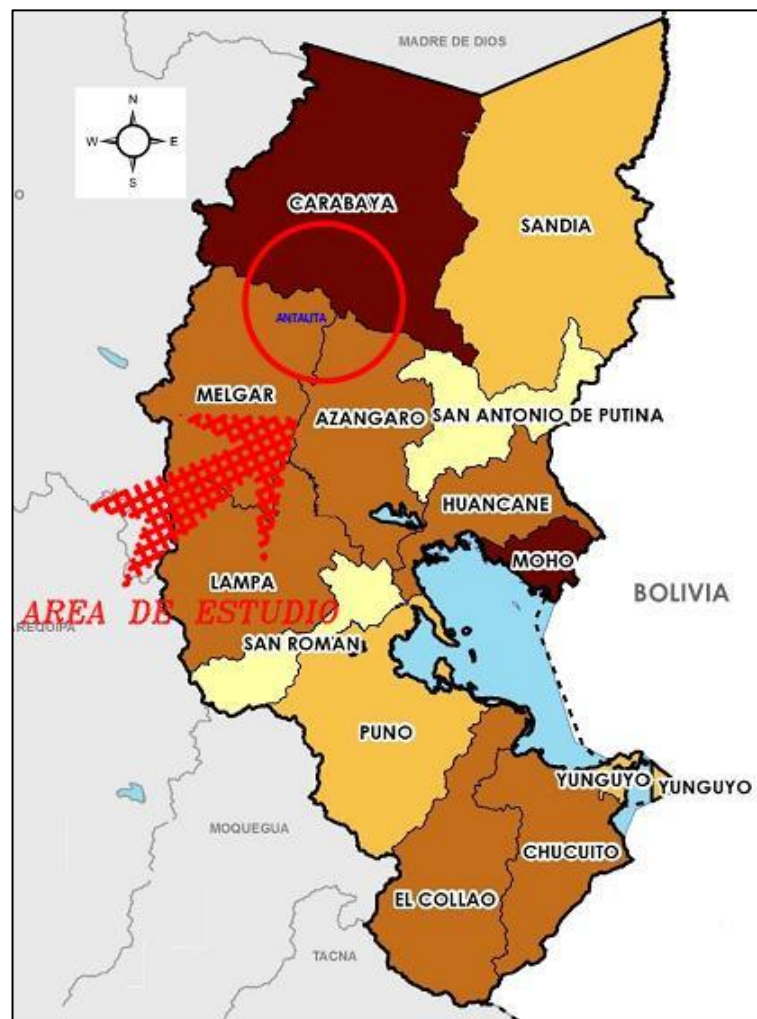 MADRE DE DIOS
N
W E
S
O
CARABAYA
SANDIA
ANTAUTA
MELGAR
AZANGARO
SAN ANTONIO DE PUTINA
HUANCANE
MOHO
LAMPA
BOLIVIA
AREA DE ESTUDIO
AREQUIPA
SAN ROMAN
PUNO
YUNGUYO
YUNGUYO
MOQUEGUA
CHUCUITO
EL COLLAO
TACNA